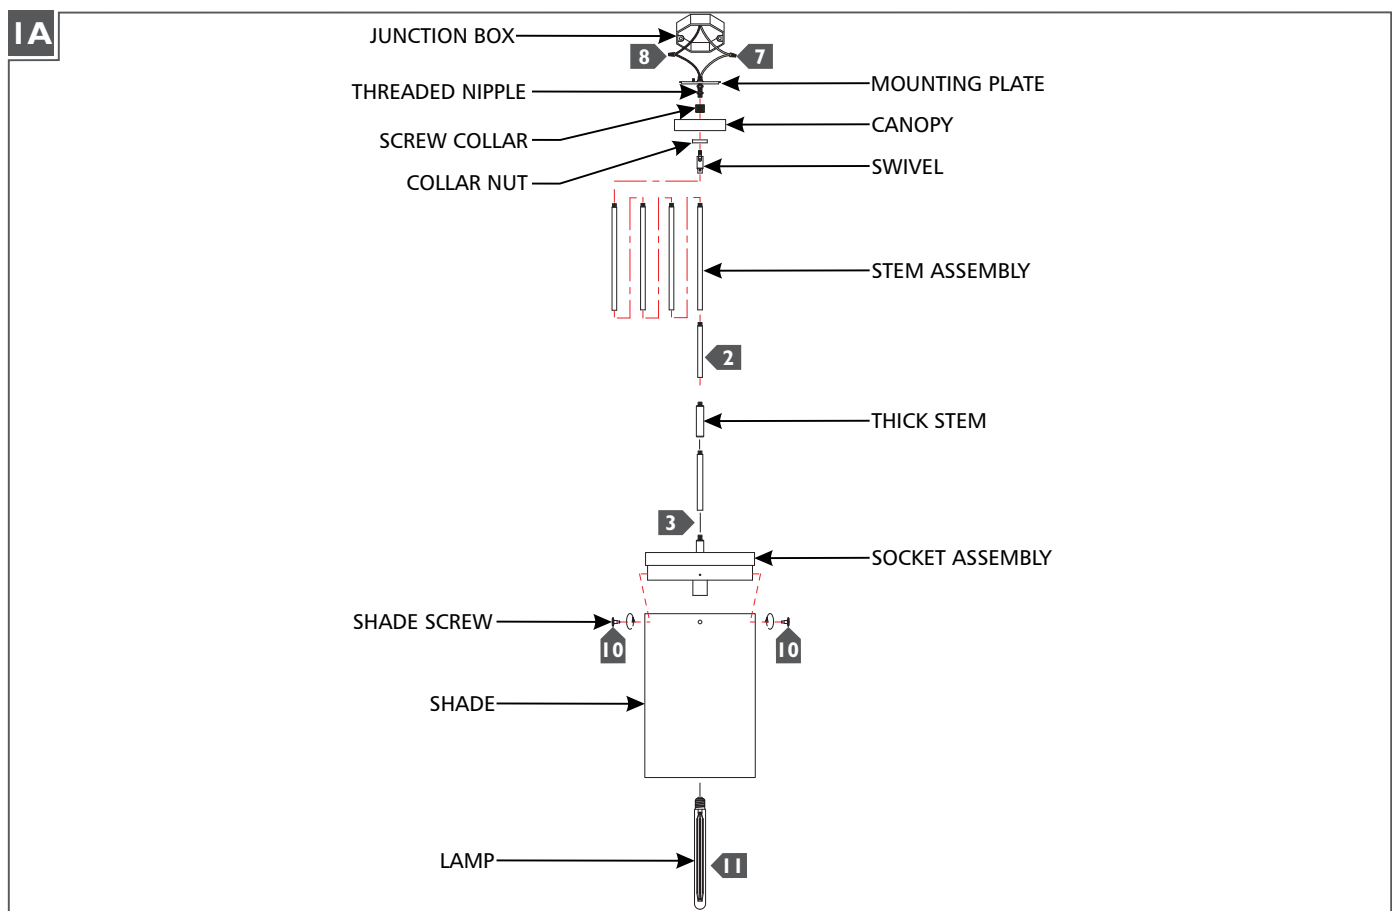 1A
JUNCTION BOX
8
7
MOUNTING PLATE
THREADED NIPPLE
CANOPY
SCREW COLLAR
SWIVEL
COLLAR NUT
STEM ASSEMBLY
2
THICK STEM
3
SOCKET ASSEMBLY
SHADE SCREW
10
10
SHADE
LAMP
11